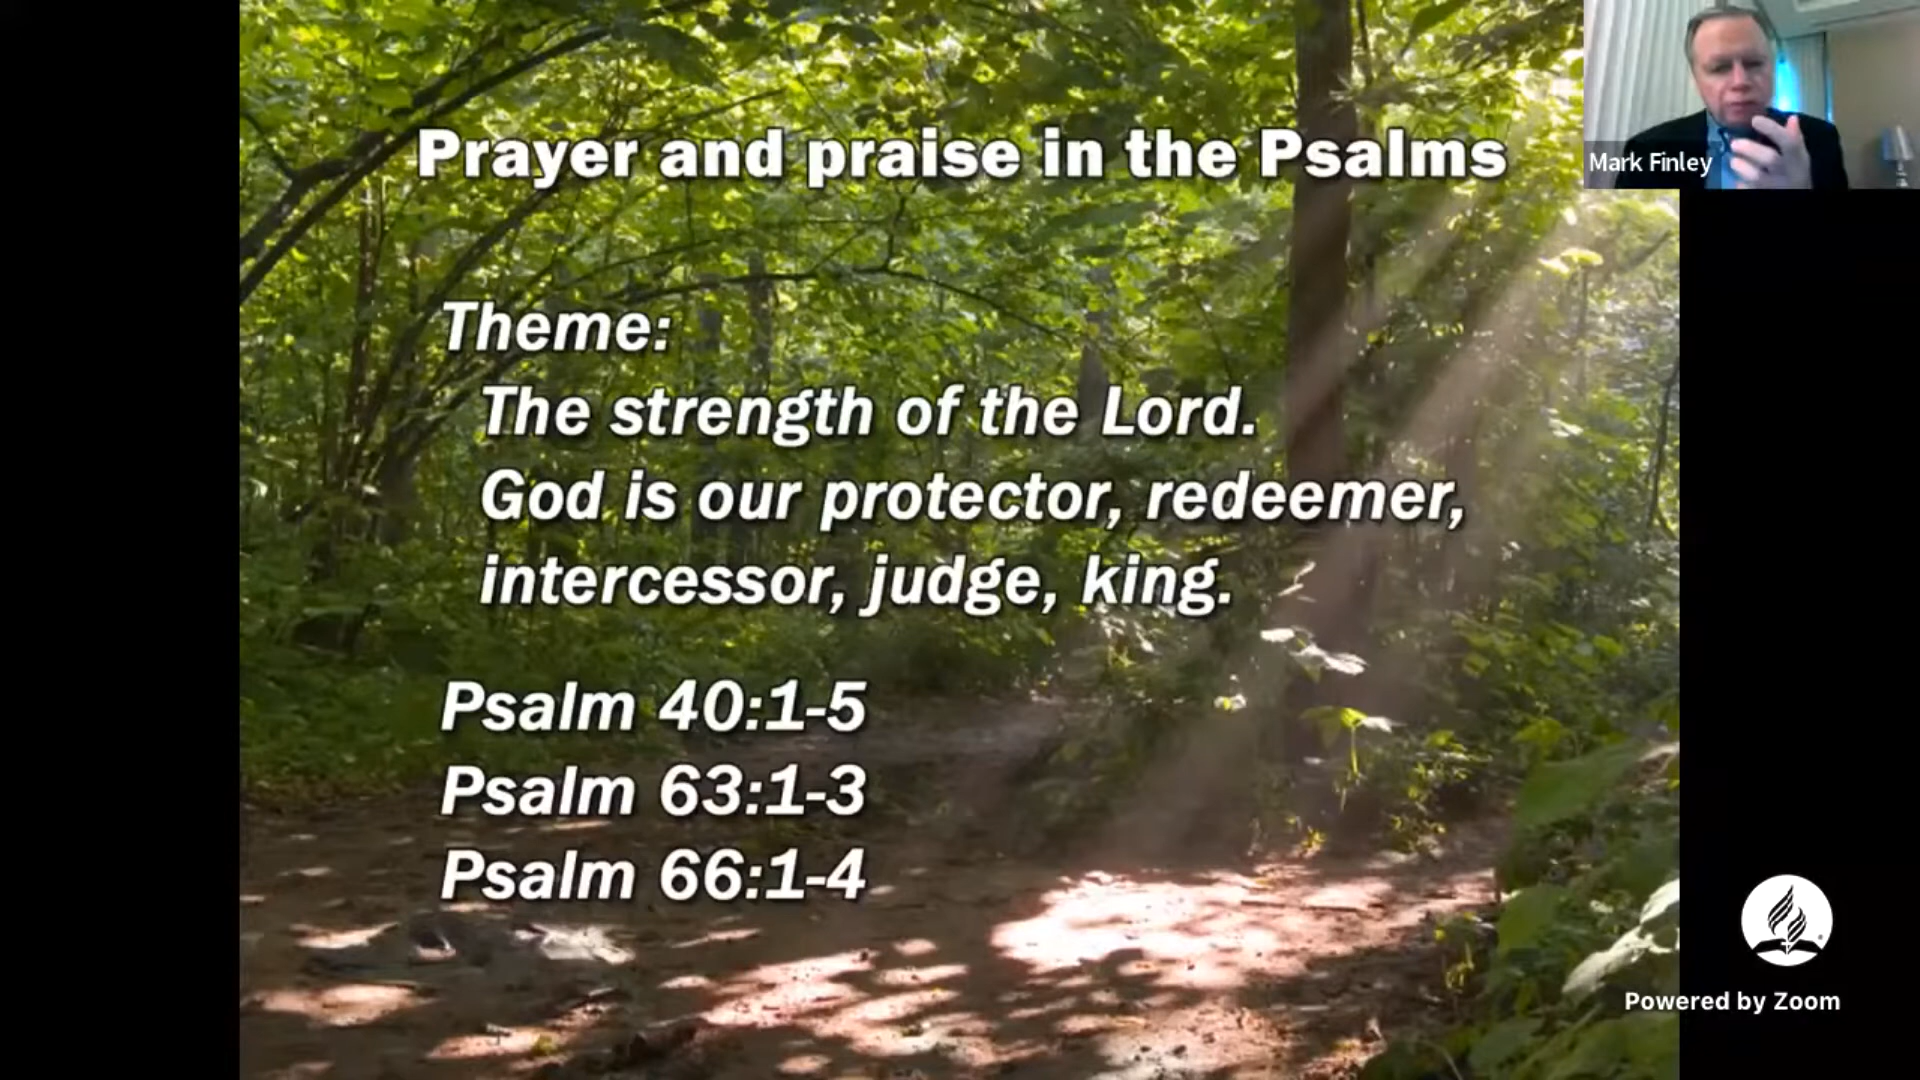 Prayer and praise in the Psalms
Mark Finley
Theme:
The strength of the Lord.
God is our protector, redeemer,
intercessor, judge, king.
Psalm 40:1-5
Psalm 63:1-3
Psalm 66:1-4
Powered by Zoom